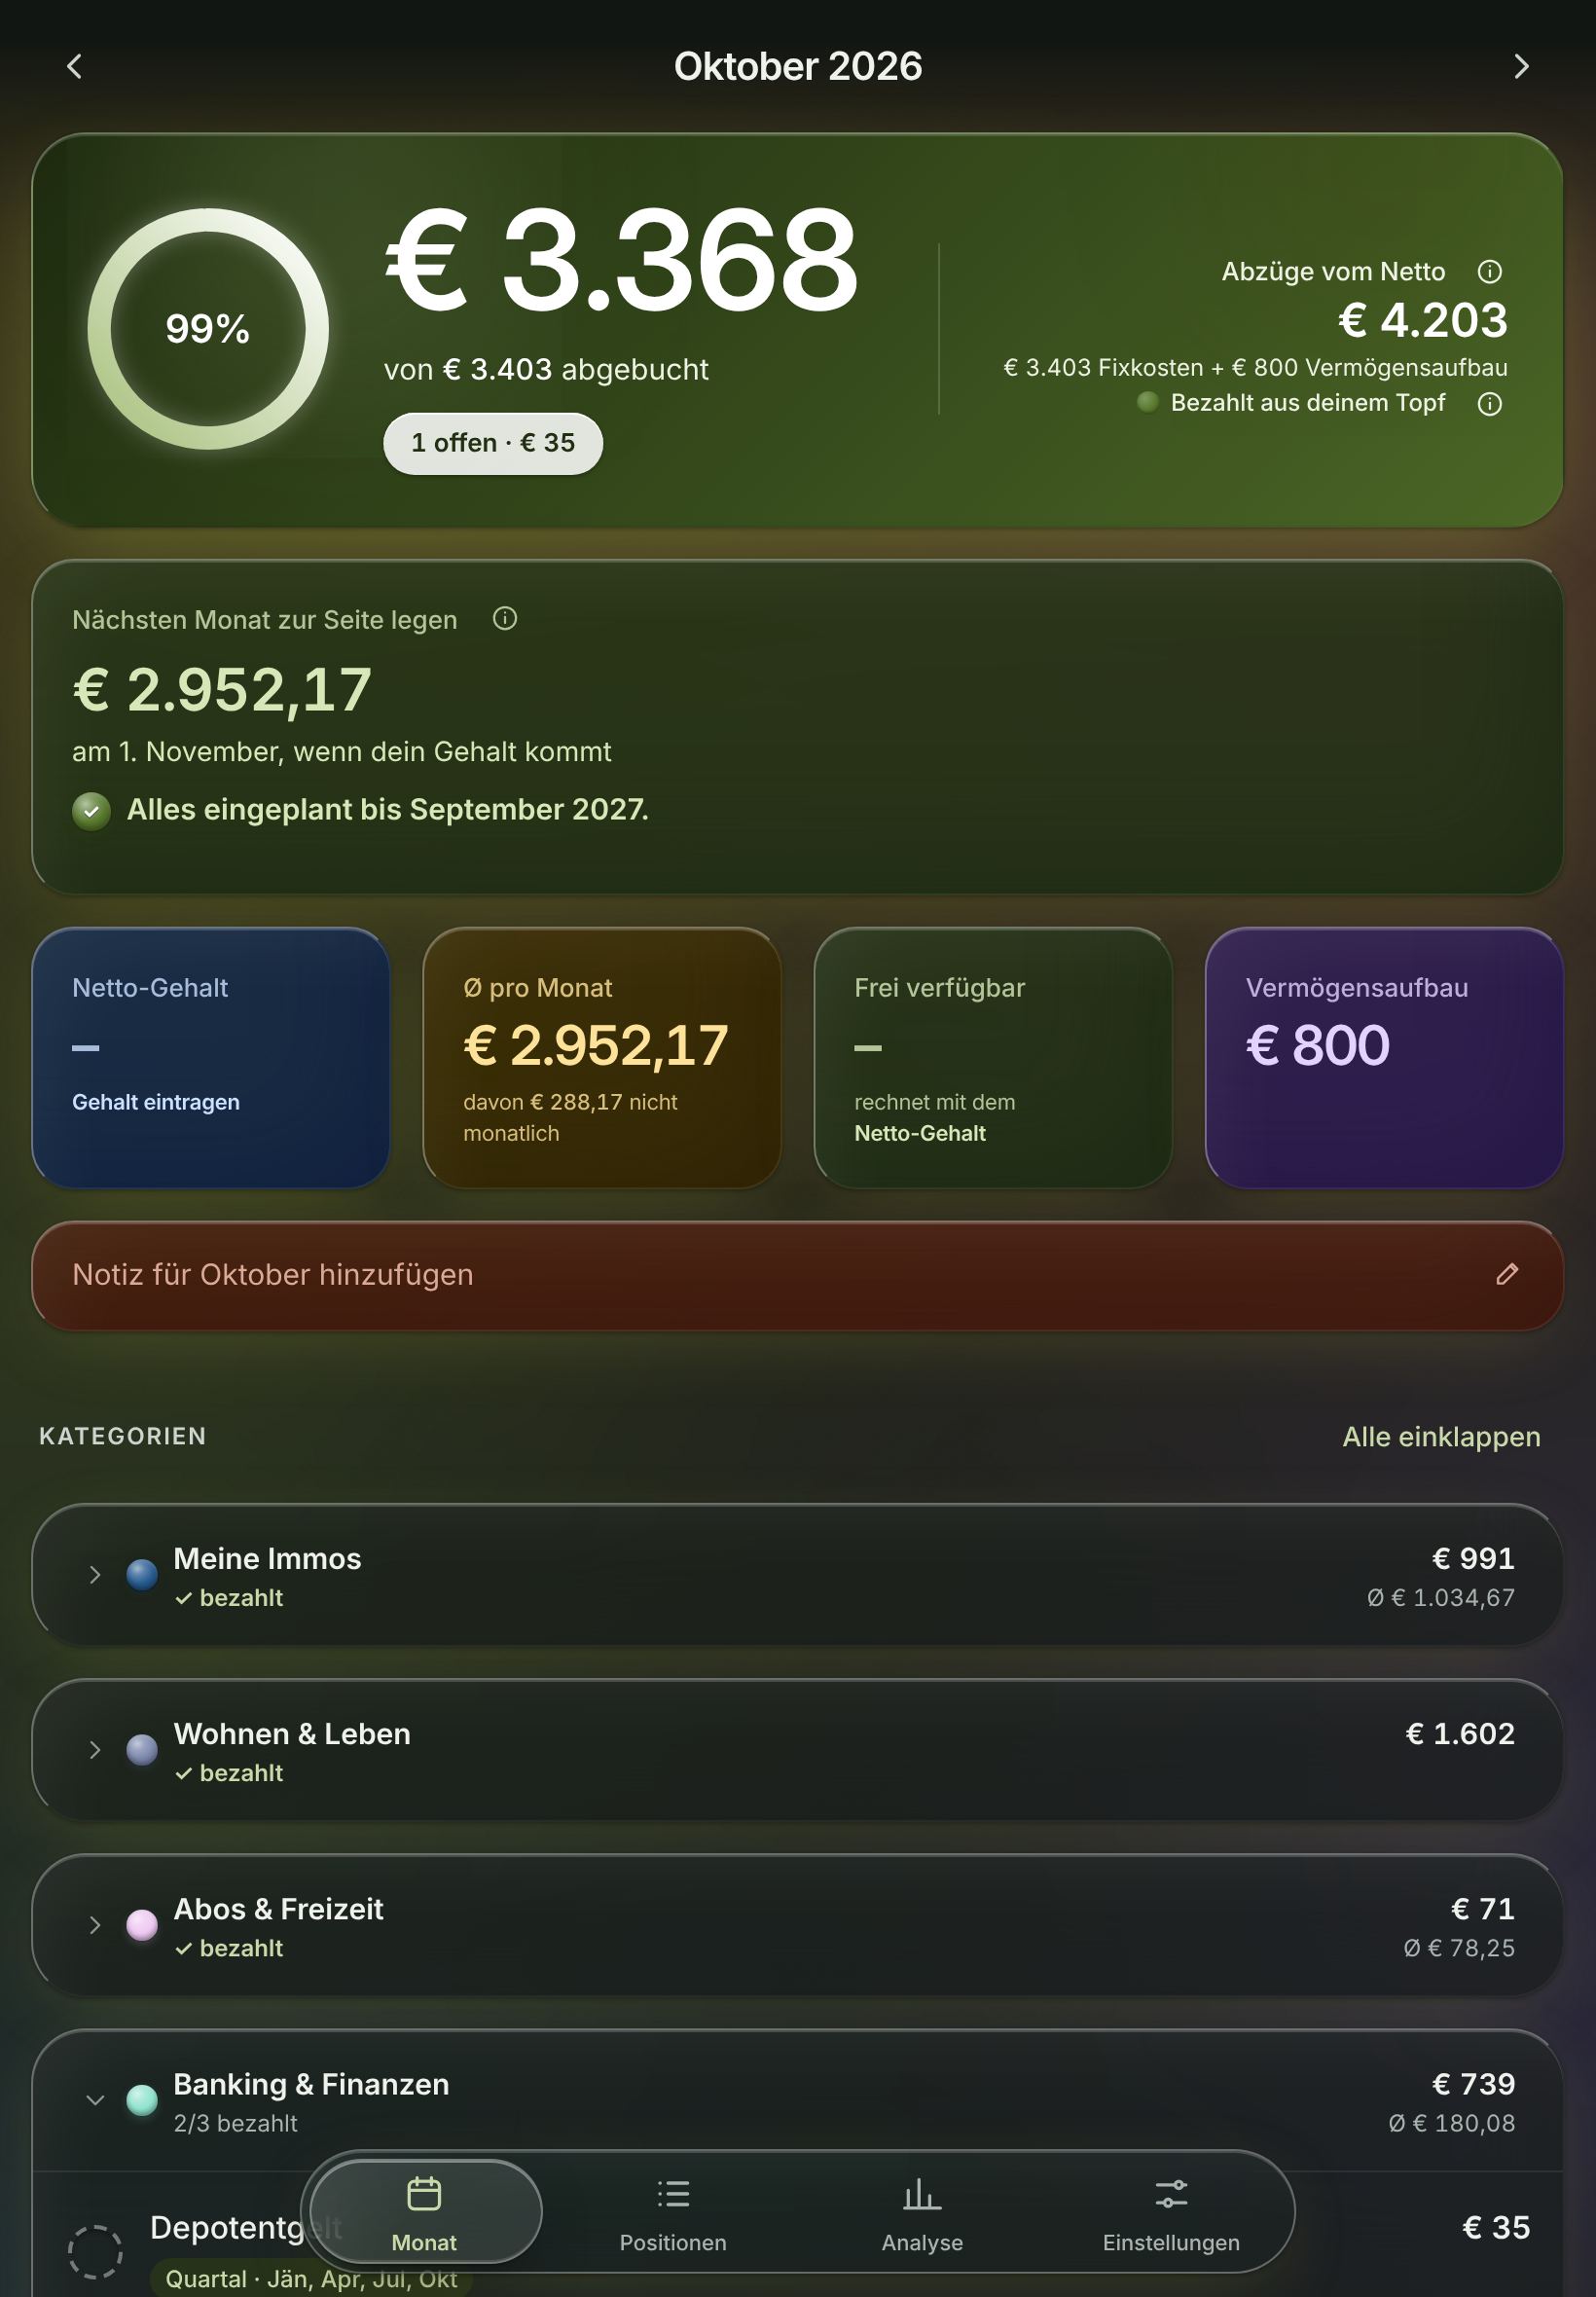 Oktober 2026
99%
€ 3.368
von € 3.403 abgebucht
1 offen · € 35
Abzüge vom Netto
€ 4.203
€ 3.403 Fixkosten + € 800 Vermögensaufbau
Bezahlt aus deinem Topf
Nächsten Monat zur Seite legen
€ 2.952,17
am 1. November, wenn dein Gehalt kommt
Alles eingeplant bis September 2027.
Netto-Gehalt
–
Gehalt eintragen
Ø pro Monat
€ 2.952,17
davon € 288,17 nicht
monatlich
Frei verfügbar
–
rechnet mit dem
Netto-Gehalt
Vermögensaufbau
€ 800
Notiz für Oktober hinzufügen
KATEGORIEN
Alle einklappen
Meine Immos
✓ bezahlt
€ 991
Ø € 1.034,67
Wohnen & Leben
✓ bezahlt
€ 1.602
Abos & Freizeit
✓ bezahlt
€ 71
Ø € 78,25
Banking & Finanzen
2/3 bezahlt
€ 739
Ø € 180,08
Depotentgelt
Quartal · Jän, Apr, Jul, Okt
€ 35
Monat
Positionen
Analyse
Einstellungen